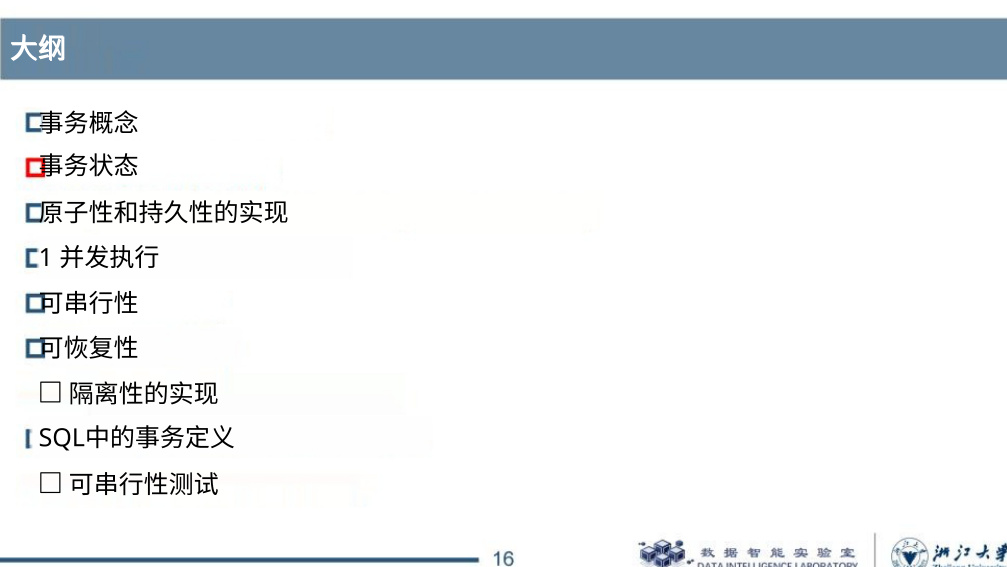 大纲
事务概念
事务状态
原子性和持久性的实现
1 并发执行
可串行性
可恢复性
□ 隔离性的实现
SQL中的事务定义
□ 可串行性测试
16
数据智能实验室
DATA INTELLIGENCE LABORATORY
浙江大学